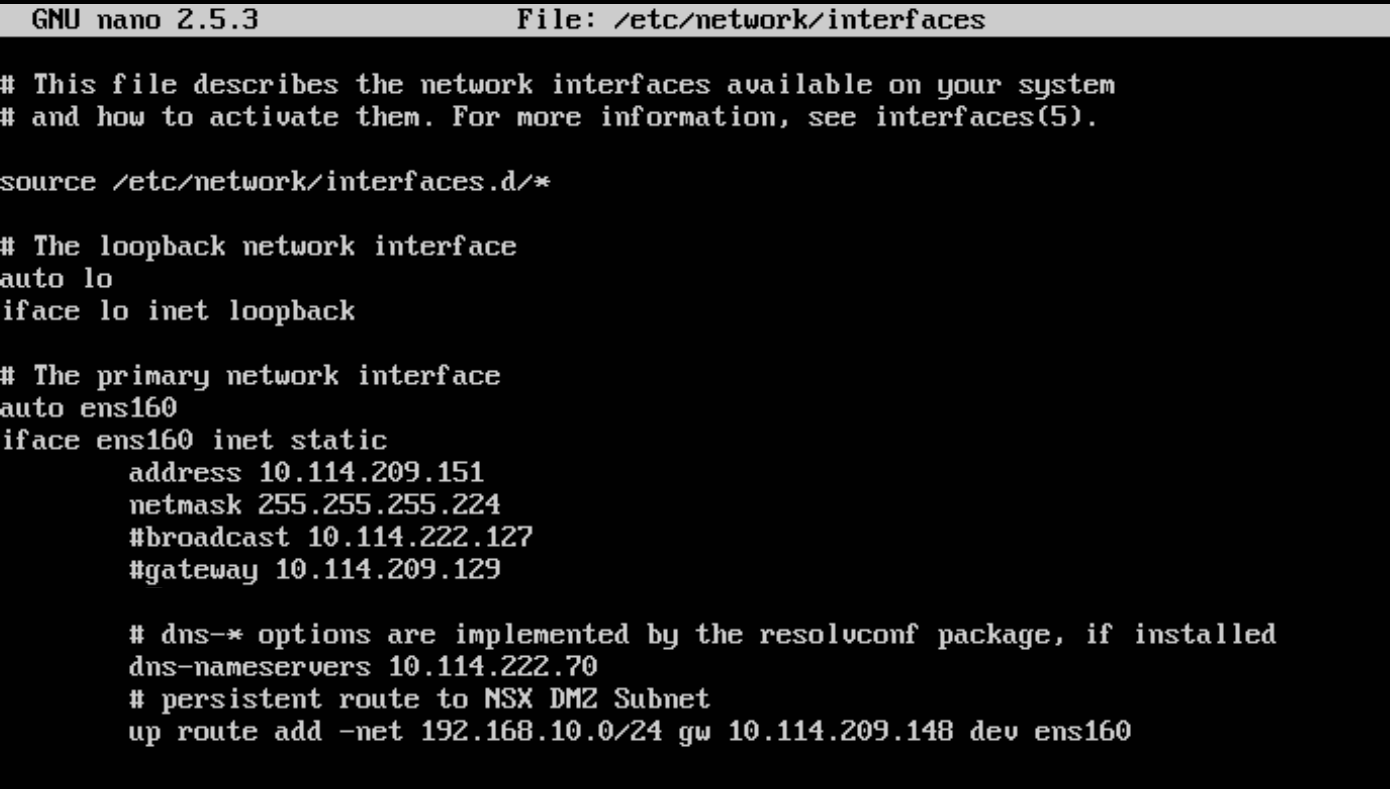 GNU nano 2.5.3 File: /etc/network/interfaces
# This file describes the network interfaces available on your system
# and how to activate them. For more information, see interfaces(5).
source /etc/network/interfaces.d/*
# The loopback network interface
auto lo
iface lo inet loopback
# The primary network interface
auto ens160
iface ens160 inet static
address 10.114.209.151
netmask 255.255.255.224
#broadcast 10.114.222.127
#gateway 10.114.209.129
# dns-* options are implemented by the resolvconf package, if installed
dns-nameservers 10.114.222.70
# persistent route to NSX DMZ Subnet
up route add -net 192.168.10.0/24 gw 10.114.209.148 dev ens160